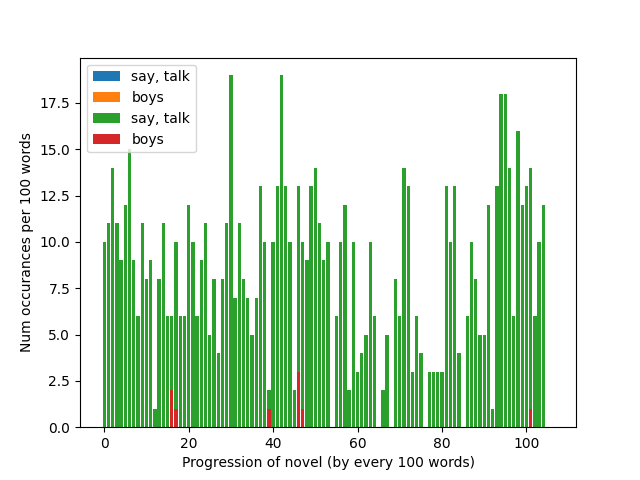 say, talk
boys
say, talk
boys
17.5
15.0
12.5
10.0
7.5
5.0
2.5
0.0
Num occurances per 100 words
0 20 40 60 80 100
Progression of novel (by every 100 words)